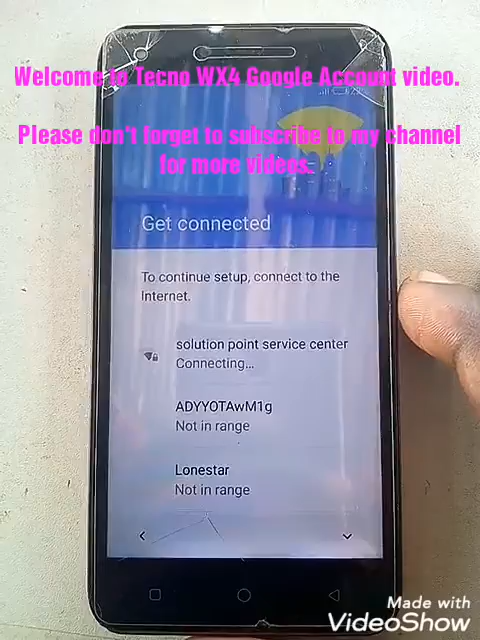 Welcome to Tecno WX4 Google Account video.
Please don't forget to subscribe to my channel
for more videos.
Get connected
To continue setup, connect to the
Internet.
solution point service center
Connecting...
ADYYOTAwM1g
Not in range
Lonestar
Not in range
Made with
VideoShow